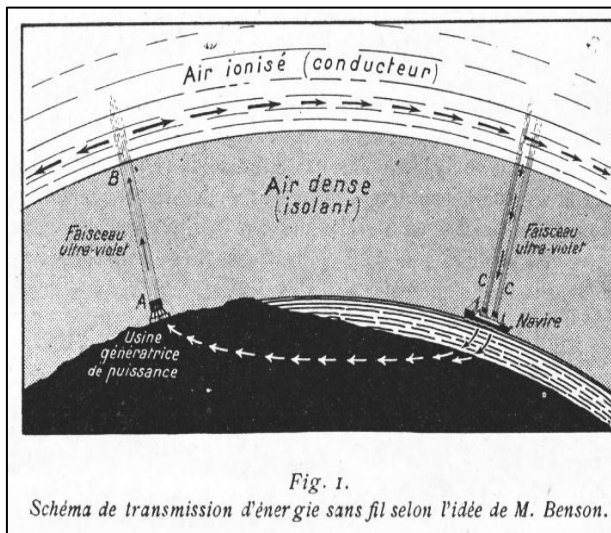 Air ionisé (conducteur)
B
Air dense
(isolant)
Faisceau
ultra-violet
Faisceau
ultra-violet
A
C C
Navire
Usine
génératrice
de puissance
Fig. 1.
Schéma de transmission d'énergie sans fil selon l'idée de M. Benson.